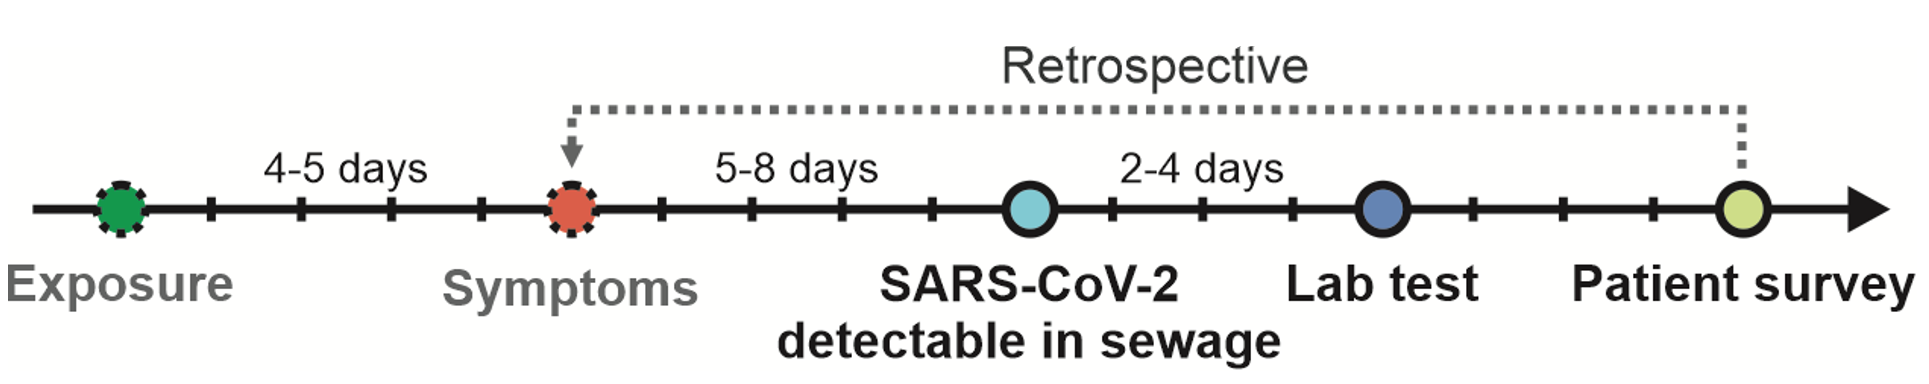 Retrospective
4-5 days
5-8 days
2-4 days
Exposure
Symptoms
SARS-CoV-2
detectable in sewage
Lab test
Patient survey